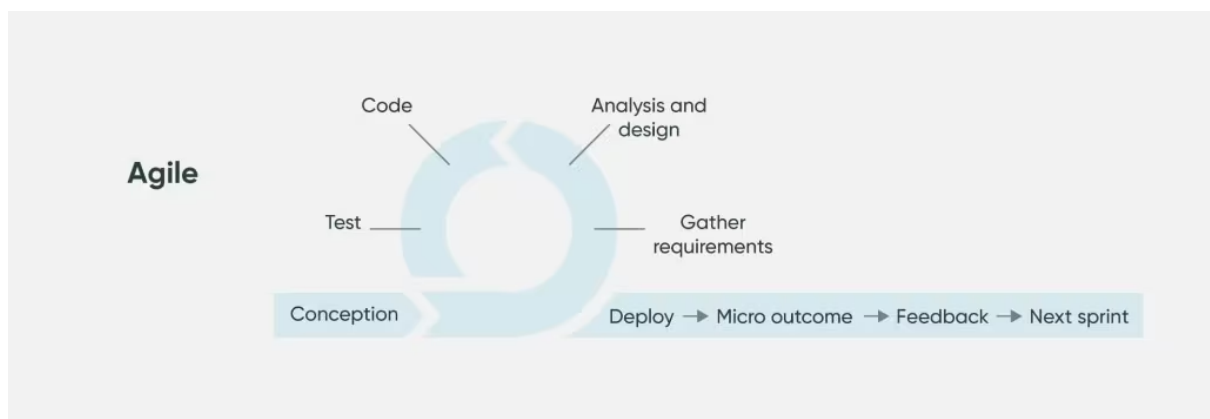 Agile
Code
Analysis and
design
Test
Gather
requirements
Conception
Deploy → Micro outcome → Feedback → Next sprint